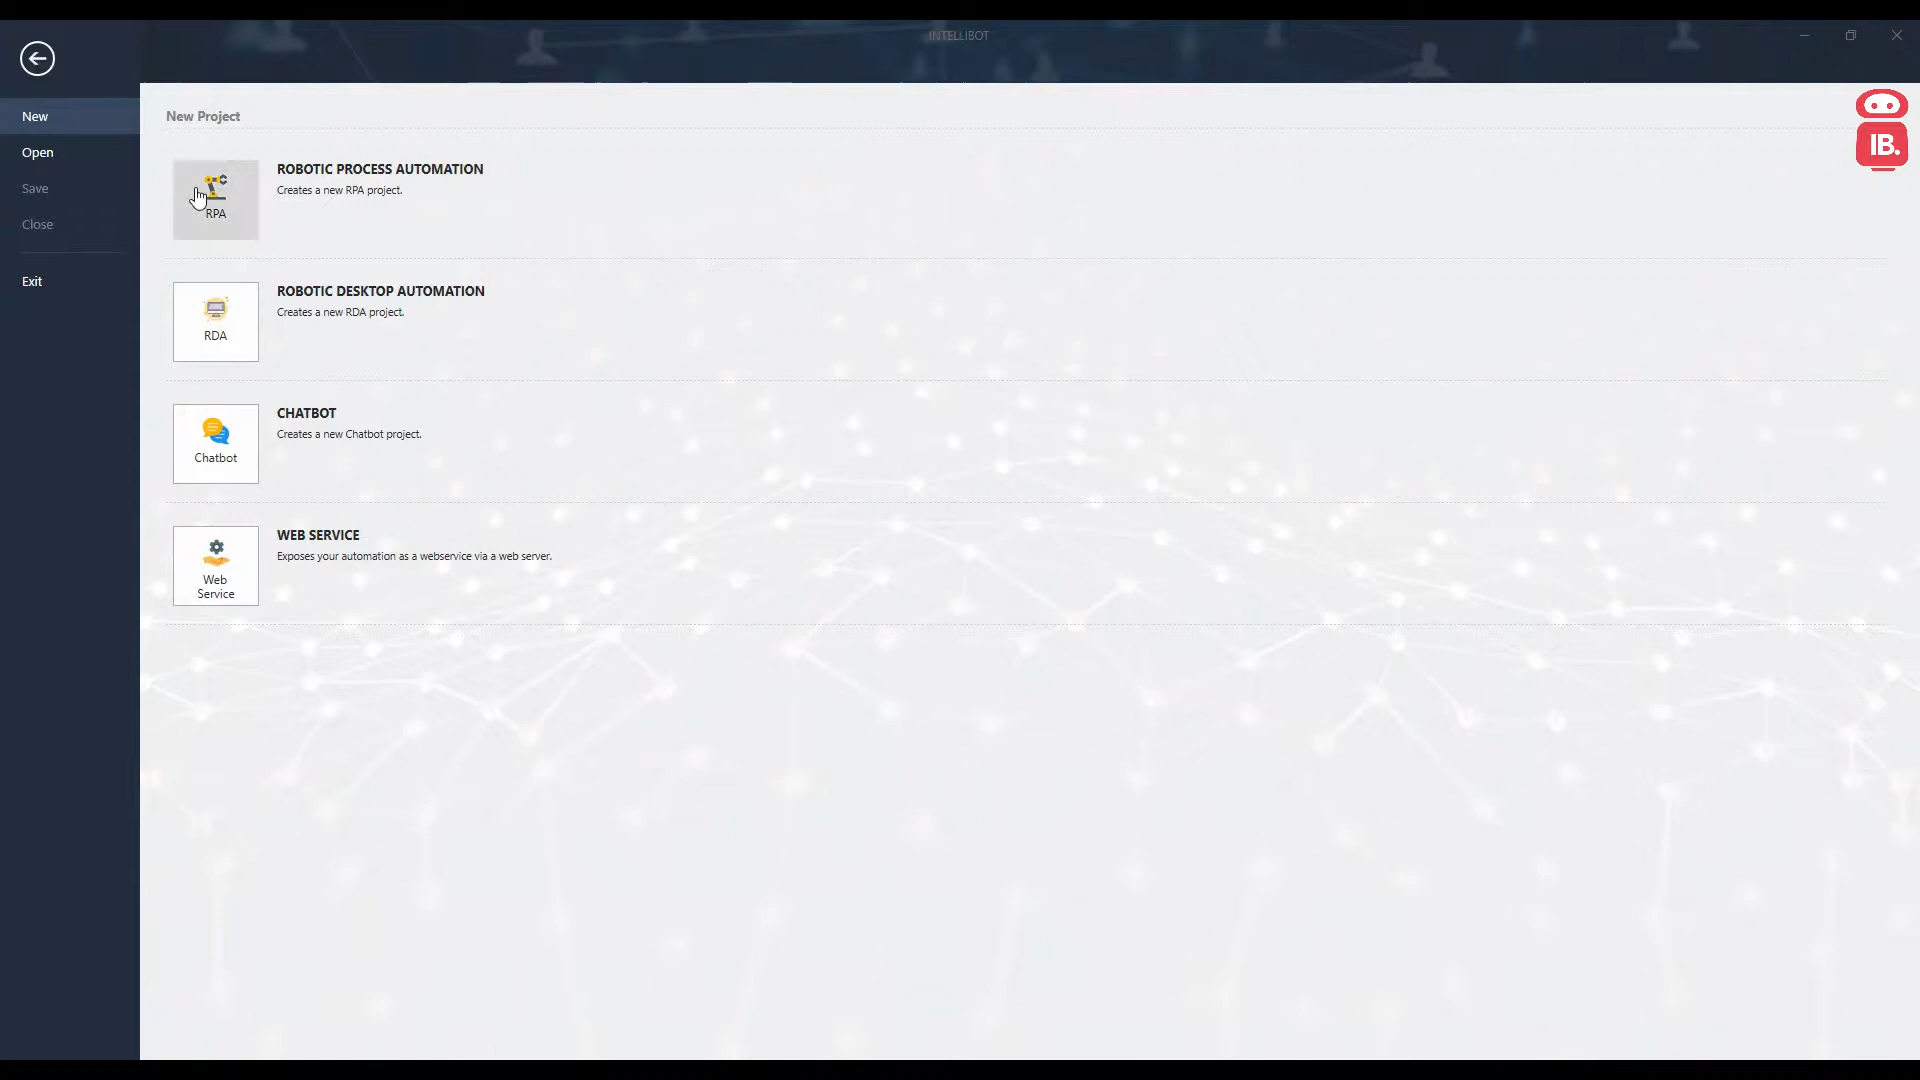 INTELLIBOT
New
Open
Save
Close
Exit
New Project
IB.
RPA
ROBOTIC PROCESS AUTOMATION
Creates a new RPA project.
RDA
ROBOTIC DESKTOP AUTOMATION
Creates a new RDA project.
Chatbot
CHATBOT
Creates a new Chatbot project.
Web
Service
WEB SERVICE
Exposes your automation as a webservice via a web server.